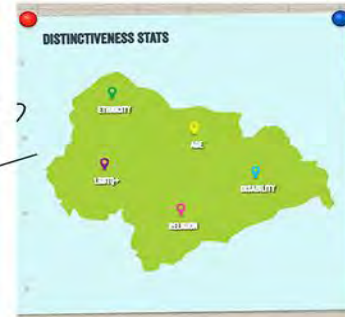 DISTINCTIVENESS STATS
ETHNICITY
AGE
LGBTQ+
DISABILITY
RELIGION